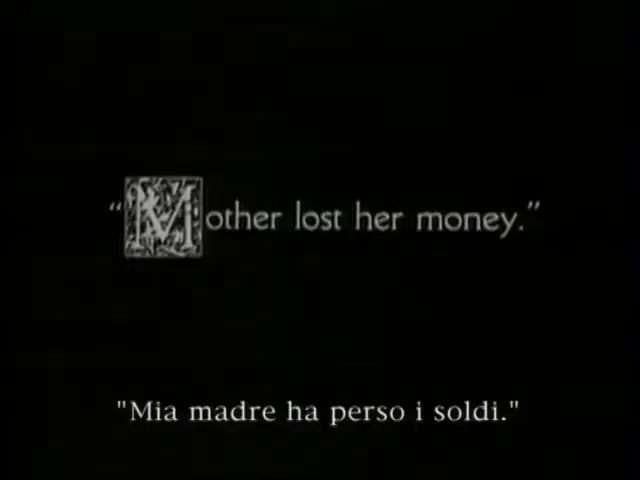 “Mother lost her money.”
"Mia madre ha perso i soldi."